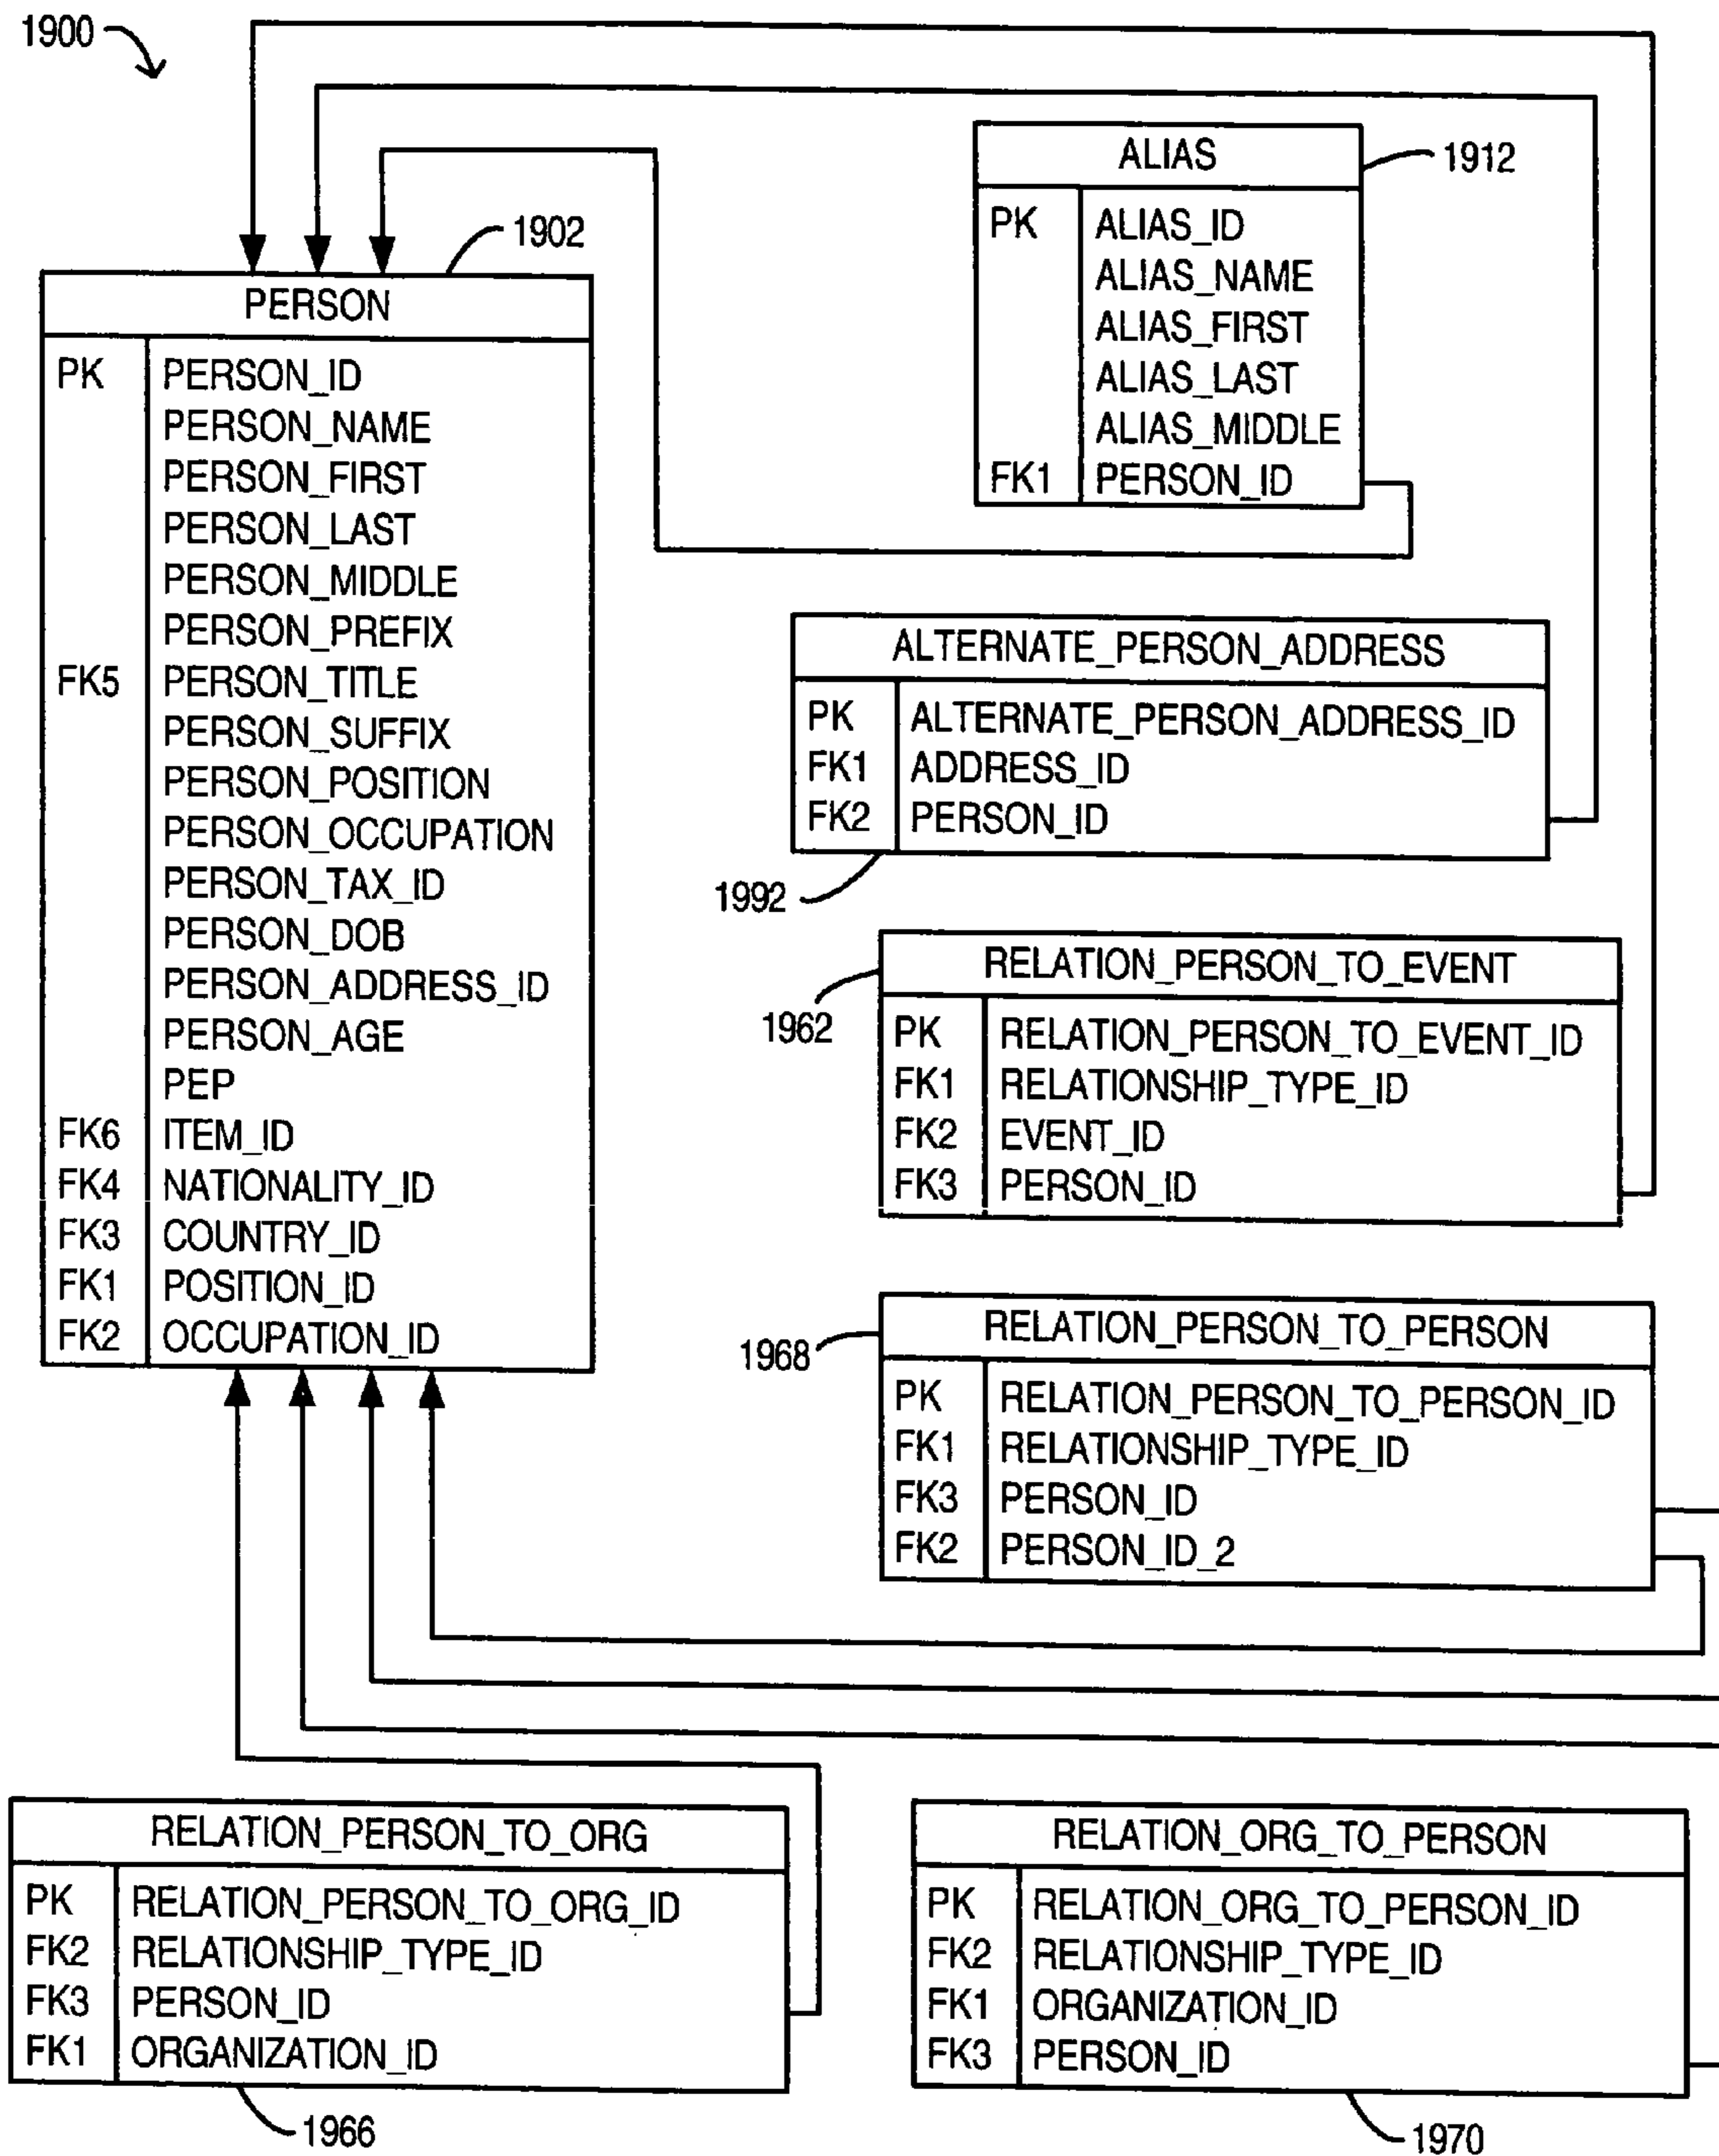 1900
ALIAS
1912
PK ALIAS_ID
ALIAS_NAME
ALIAS_FIRST
ALIAS_LAST
ALIAS_MIDDLE
FK1 PERSON_ID
1902
PERSON
PK PERSON_ID
PERSON_NAME
PERSON_FIRST
PERSON_LAST
PERSON_MIDDLE
PERSON_PREFIX
FK5 PERSON_TITLE
PERSON_SUFFIX
PERSON_POSITION
PERSON_OCCUPATION
PERSON_TAX_ID
PERSON_DOB
PERSON_ADDRESS_ID
PERSON_AGE
PEP
FK6 ITEM_ID
FK4 NATIONALITY_ID
FK3 COUNTRY_ID
FK1 POSITION_ID
FK2 OCCUPATION_ID
ALTERNATE_PERSON_ADDRESS
PK ALTERNATE_PERSON_ADDRESS_ID
FK1 ADDRESS_ID
FK2 PERSON_ID
1992
RELATION_PERSON_TO_EVENT
1962
PK RELATION_PERSON_TO_EVENT_ID
FK1 RELATIONSHIP_TYPE_ID
FK2 EVENT_ID
FK3 PERSON_ID
RELATION_PERSON_TO_PERSON
1968
PK RELATION_PERSON_TO_PERSON_ID
FK1 RELATIONSHIP_TYPE_ID
FK3 PERSON_ID
FK2 PERSON_ID_2
RELATION_PERSON_TO_ORG
PK RELATION_PERSON_TO_ORG_ID
FK2 RELATIONSHIP_TYPE_ID
FK3 PERSON_ID
FK1 ORGANIZATION_ID
1966
RELATION_ORG_TO_PERSON
PK RELATION_ORG_TO_PERSON_ID
FK2 RELATIONSHIP_TYPE_ID
FK1 ORGANIZATION_ID
FK3 PERSON_ID
1970